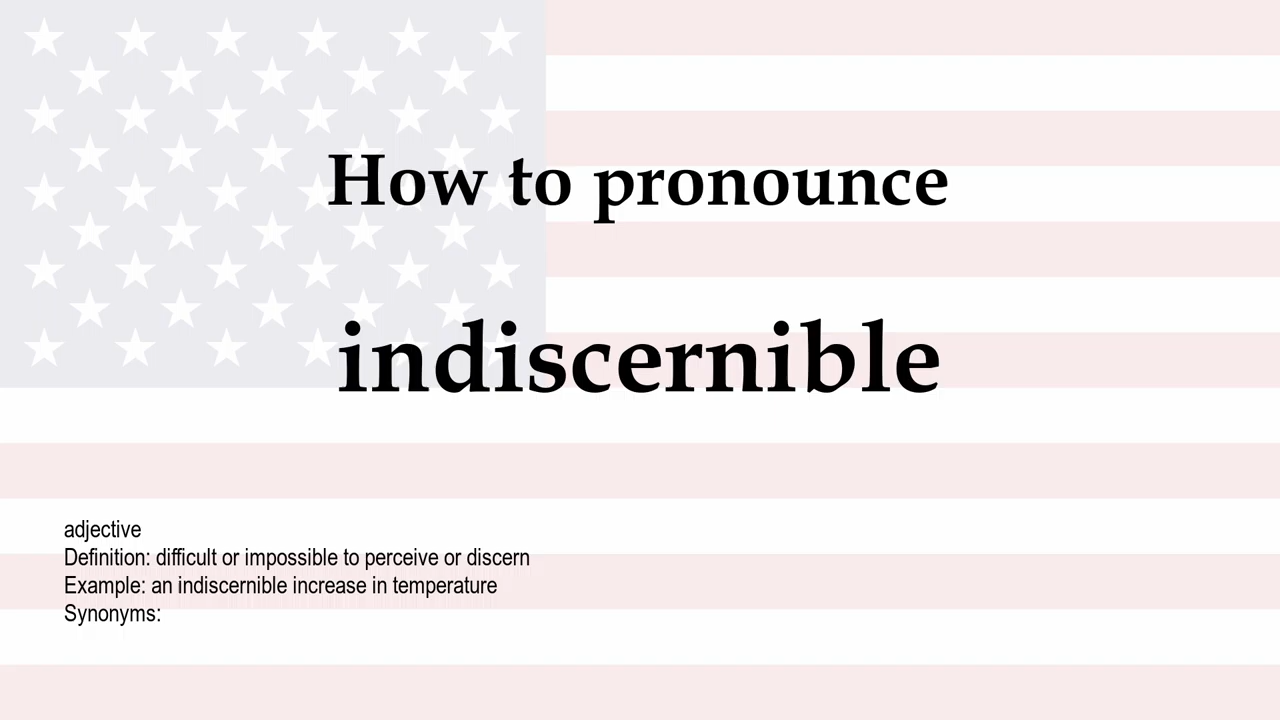 How to pronounce
indiscernible
adjective
Definition: difficult or impossible to perceive or discern
Example: an indiscernible increase in temperature
Synonyms: